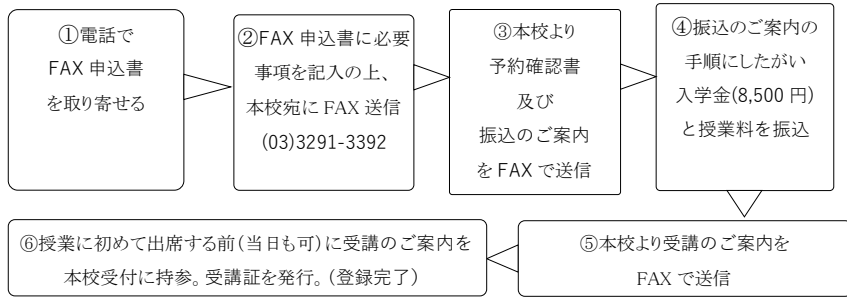 ①電話で
FAX 申込書
を取り寄せる
②FAX 申込書に必要
事項を記入の上、
本校宛に FAX 送信
(03)3291-3392
③本校より
予約確認書
及び
振込のご案内
を FAX で送信
④振込のご案内の
手順にしたがい
入学金(8,500 円)
と授業料を振込
⑤本校より受講のご案内を
FAX で送信
⑥授業に初めて出席する前(当日も可)に受講のご案内を
本校受付に持参。受講証を発行。(登録完了)